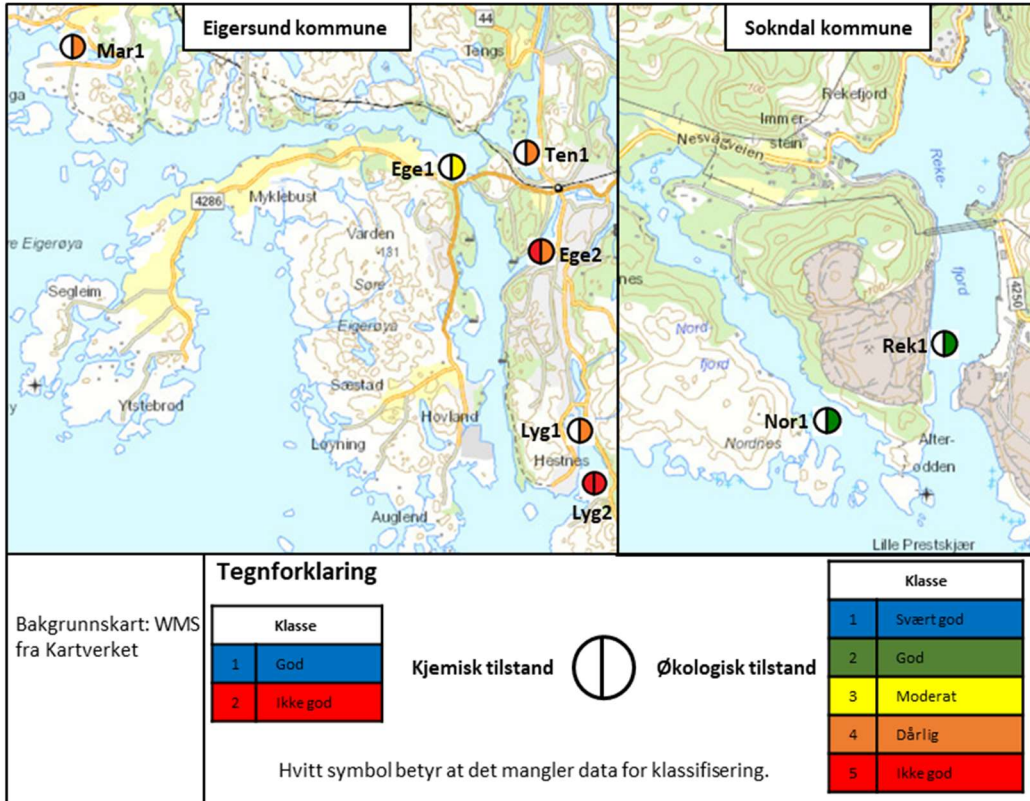 Eigersund kommune
44
Mar1
Tengs
ga
Ten1
Ege1
4286
Myklebust
Varden
131
Ege2
re Eigerøya
Søre
Segleim
Eigerøya
nes
Sæstad
y
Ytstebrød
Hovland
Løyning
Lyg1
Hestnes
Auglend
Lyg2
Sokndal kommune
100
Rekefjord
Immer-
stein
Nesvågveien
Reke-
fjord
4250
Nord-
fjord
Rek1
Nor1
Nordnes
Alter-
odden
Lille Prestskjær
Bakgrunnskart: WMS
fra Kartverket
Tegnforklaring
Klasse
1 God
2 Ikke god
Kjemisk tilstand
Økologisk tilstand
Klasse
1 Svært god
2 God
3 Moderat
4 Dårlig
5 Ikke god
Hvitt symbol betyr at det mangler data for klassifisering.